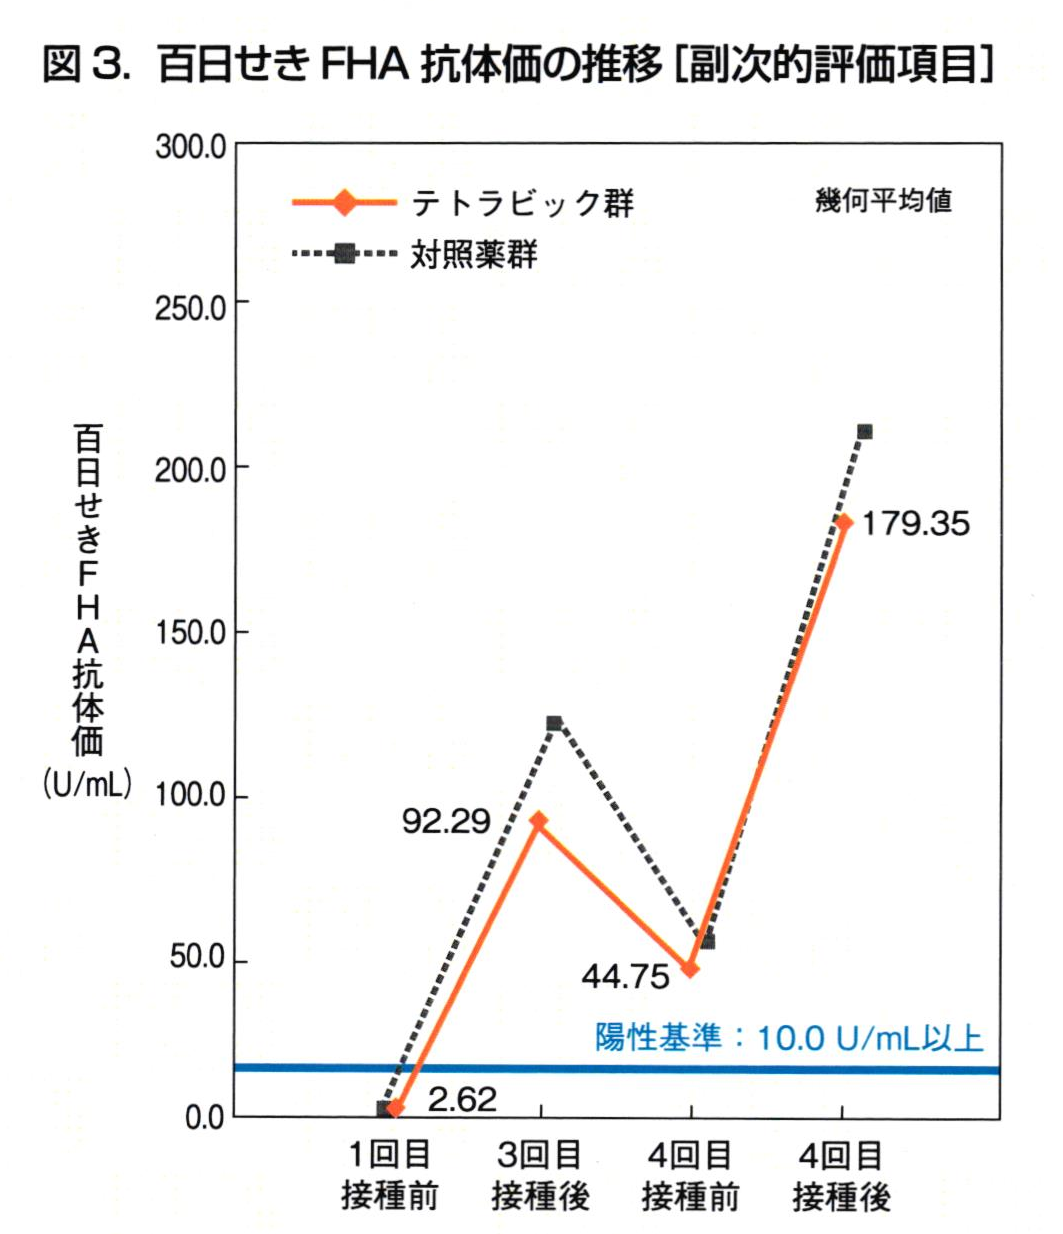 図3. 百日せきFHA 抗体価の推移[副次的評価項目]
300.0
250.0
200.0
150.0
100.0
50.0
0.0
百日せきFHA抗体価
(U/mL)
テトラビック群
対照薬群
幾何平均値
179.35
92.29
44.75
2.62
陽性基準：10.0 U/mL以上
1回目
接種前
3回目
接種後
4回目
接種前
4回目
接種後